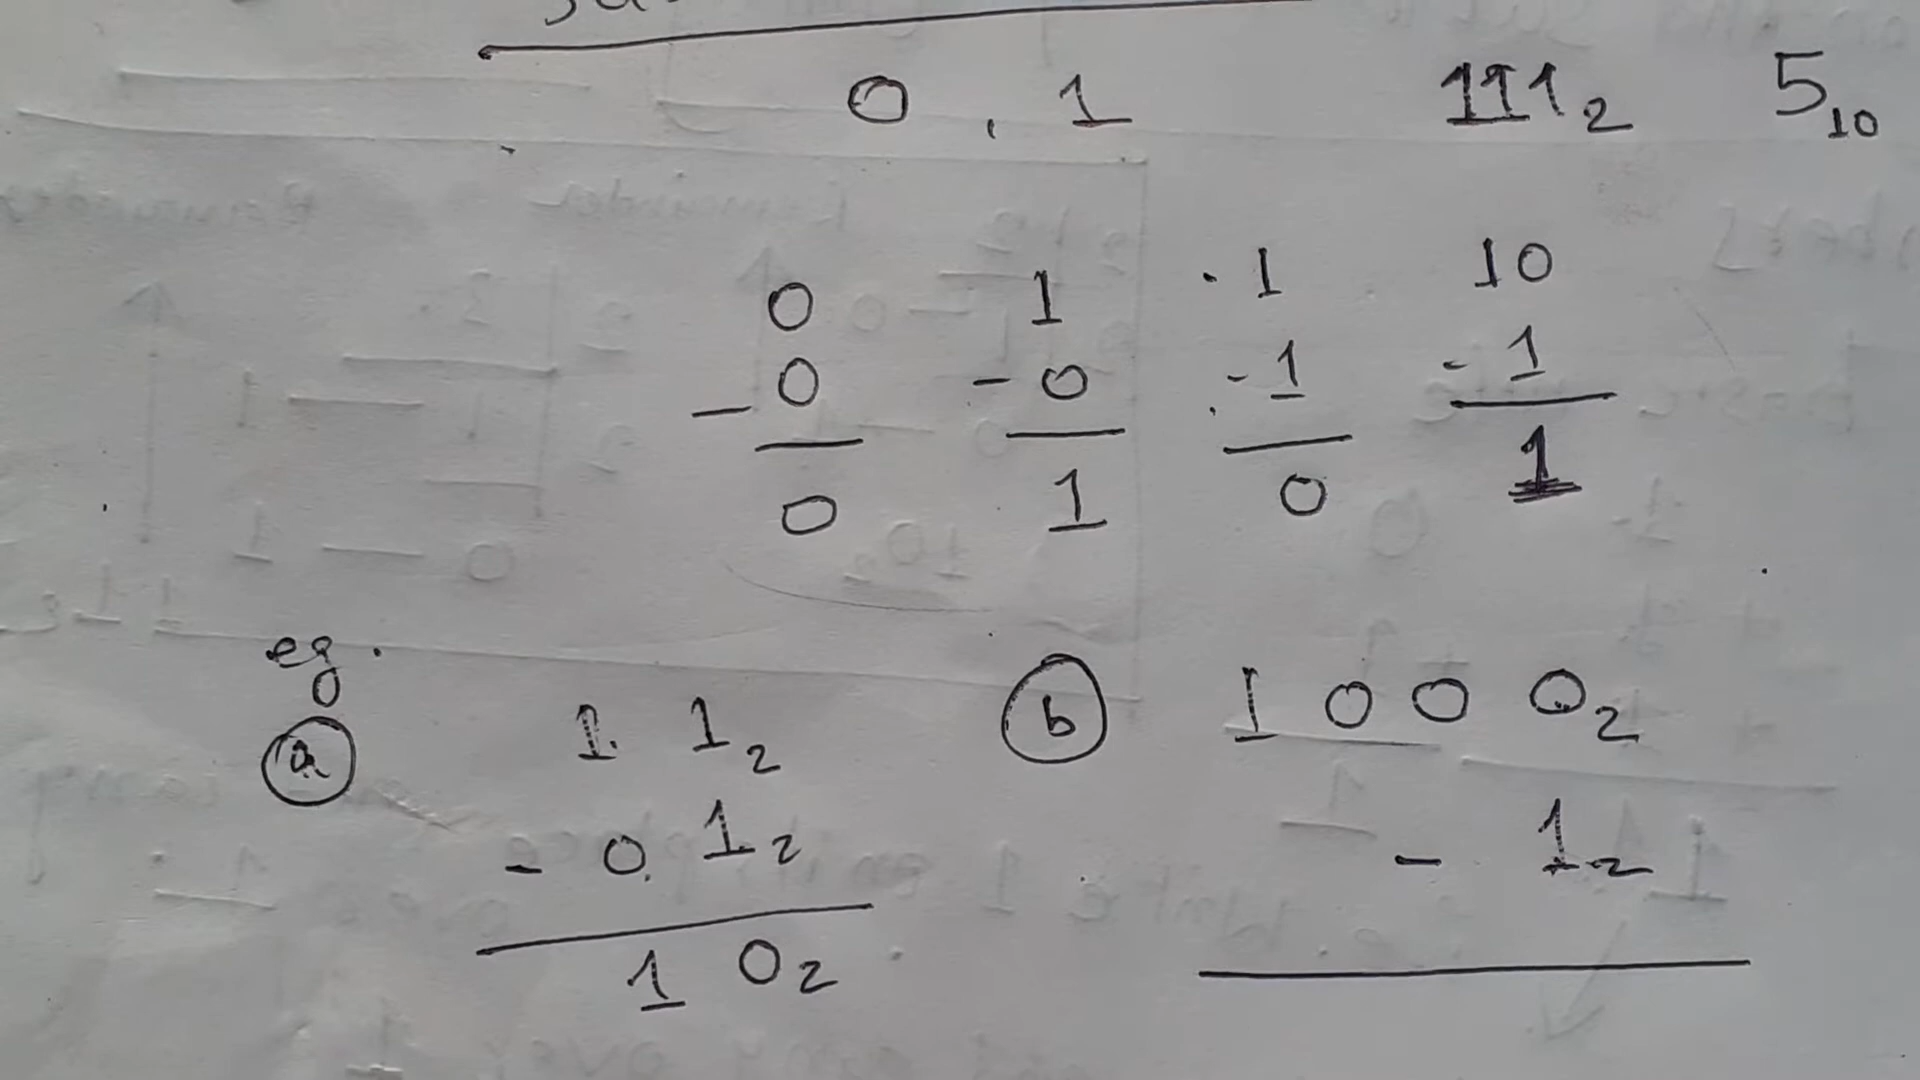 0 , 1 111₂ 5₁₀
0 1 1 10
- 0 - 0 - 1 - 1
0 1 0 1
eg.
a 1 1₂ b 1 0 0 0₂
- 0 1₂ - 1₂
1 0₂